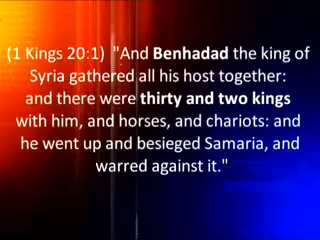 (1 Kings 20:1)  "And Benhadad the king of
Syria gathered all his host together:
and there were thirty and two kings
with him, and horses, and chariots: and
he went up and besieged Samaria, and
warred against it."